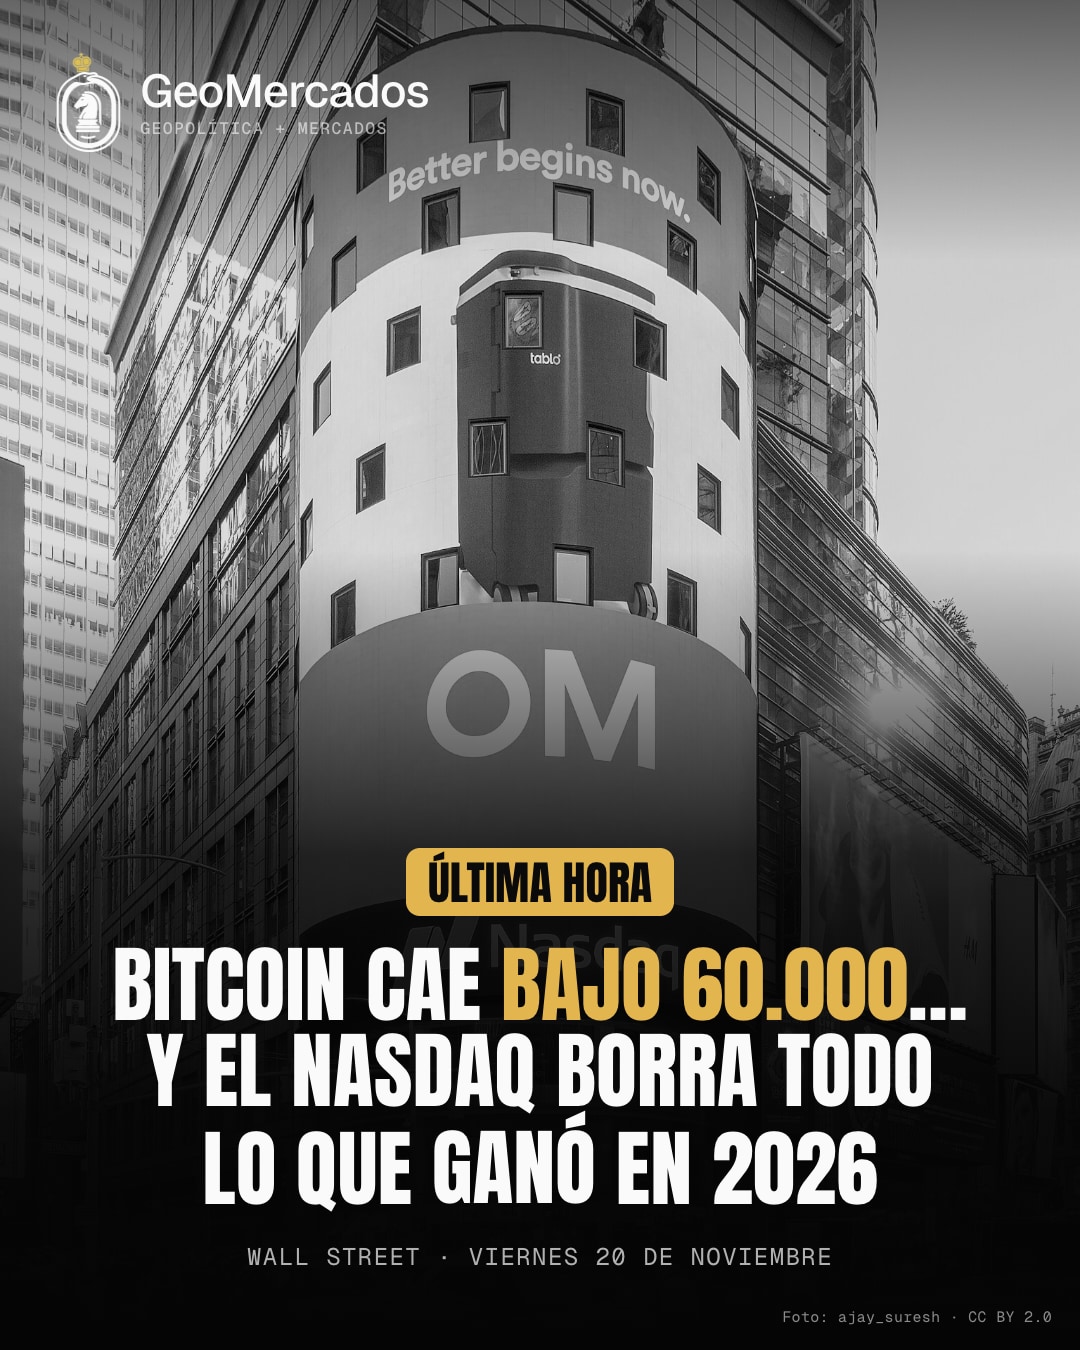 GeoMercados
GEOPOLÍTICA + MERCADOS
Better begins now.
tablo
OM
ÚLTIMA HORA
Nasdaq
BITCOIN CAE BAJO 60.000...
Y EL NASDAQ BORRA TODO
LO QUE GANÓ EN 2026
WALL STREET · VIERNES 20 DE NOVIEMBRE
Foto: ajay_suresh · CC BY 2.0